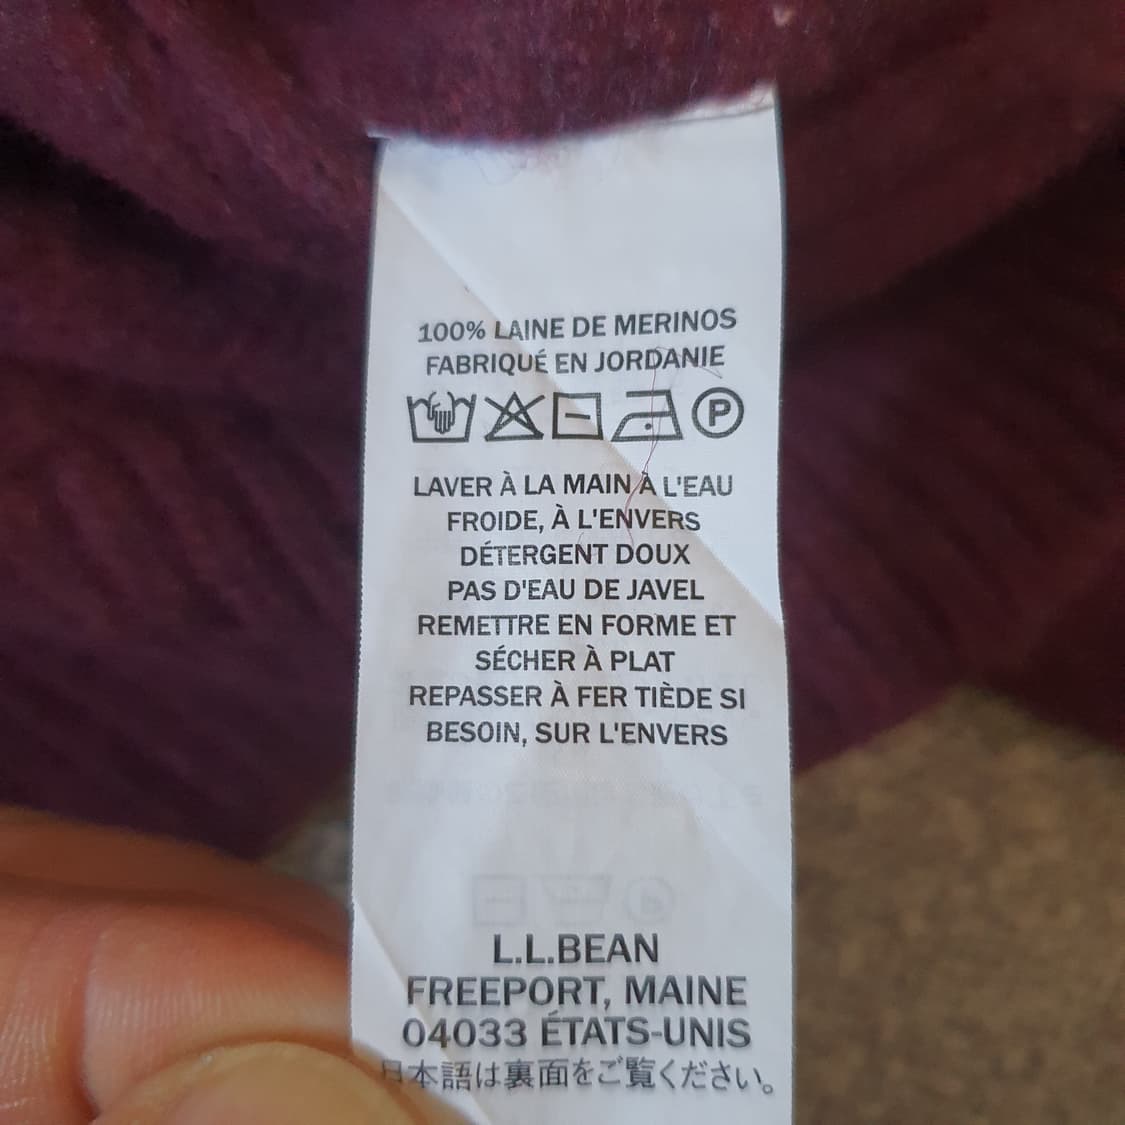 100% LAINE DE MERINOS
FABRIQUÉ EN JORDANIE
P
LAVER À LA MAIN À L'EAU
FROIDE, À L'ENVERS
DÉTERGENT DOUX
PAS D'EAU DE JAVEL
REMETTRE EN FORME ET
SÉCHER À PLAT
REPASSER À FER TIÈDE SI
BESOIN, SUR L'ENVERS
L.L.BEAN
FREEPORT, MAINE
04033 ÉTATS-UNIS
日本語は裏面をご覧ください。